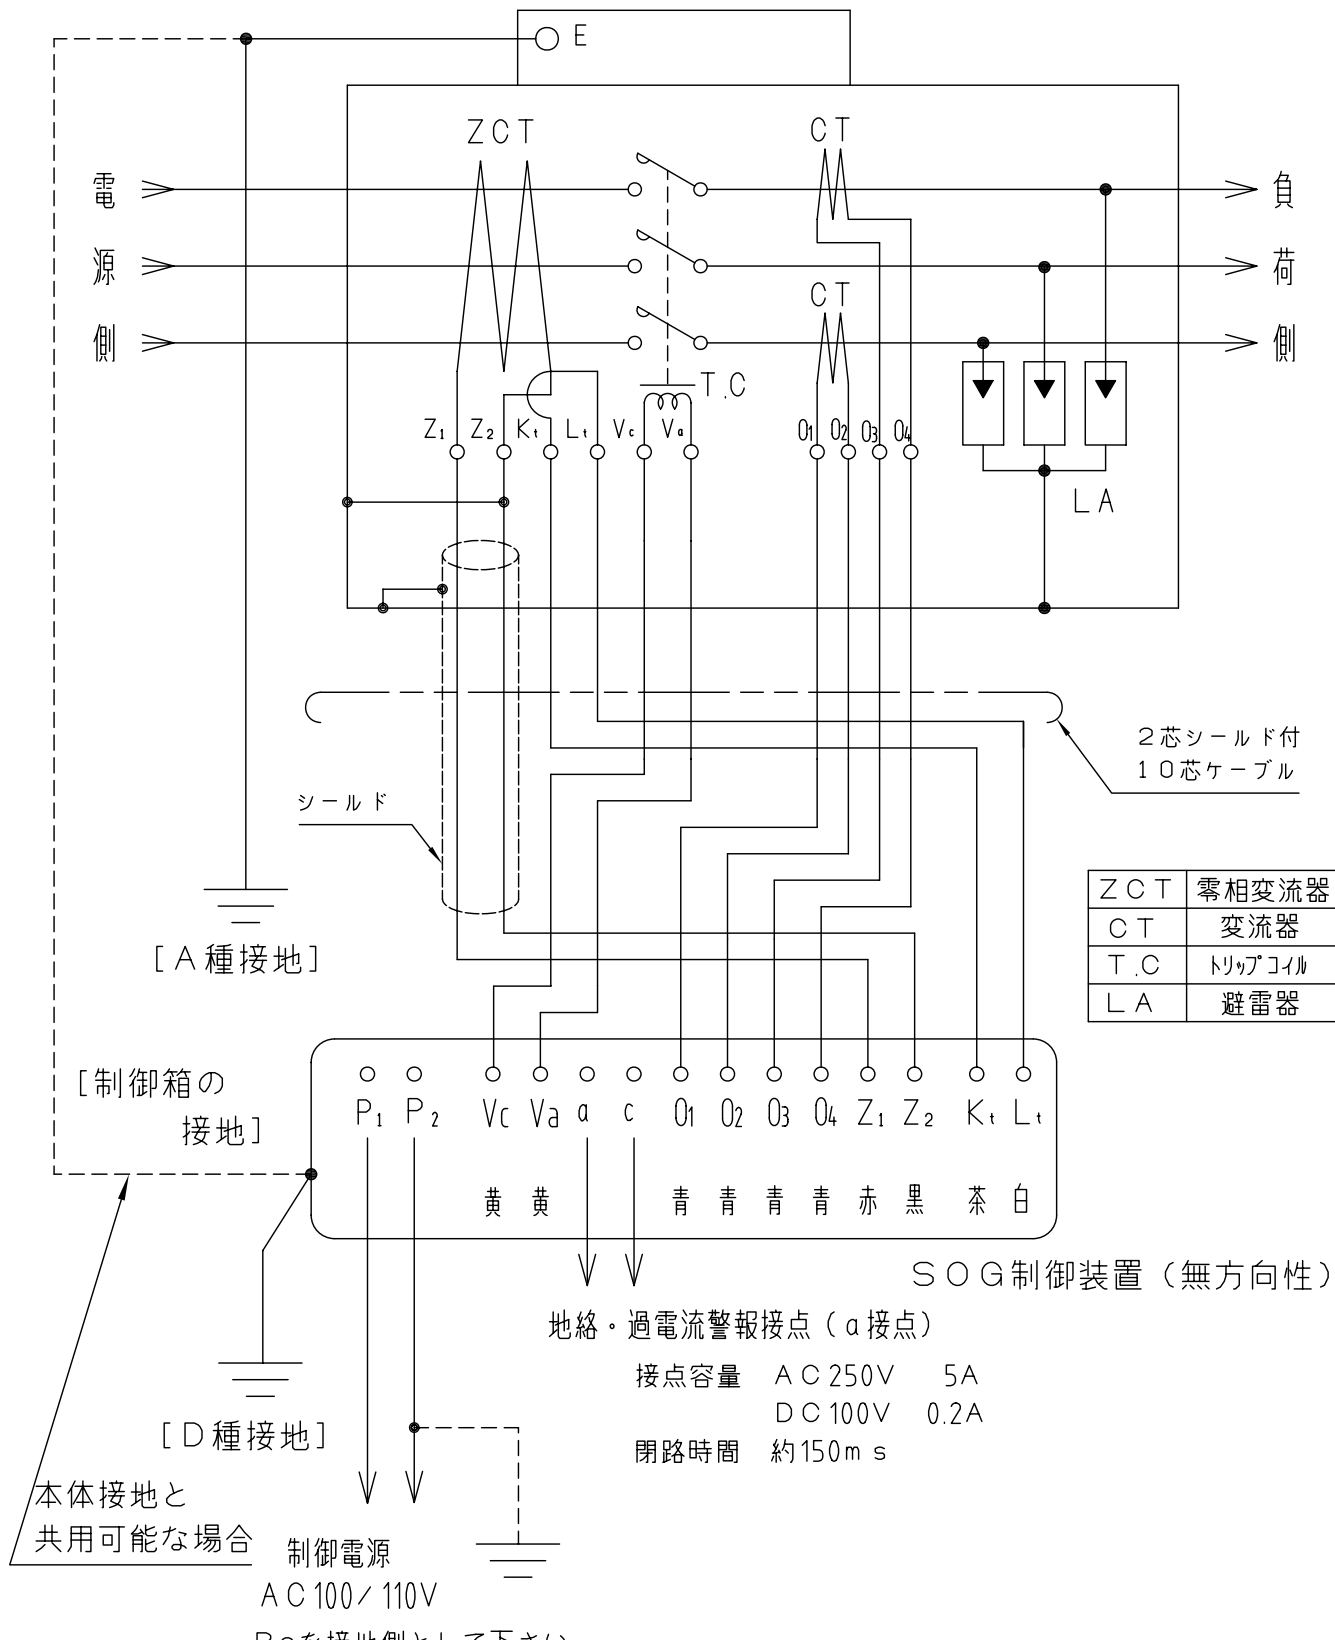 E
ZCT
CT
電
負
源
荷
CT
側
側
T.C
Z₁ Z₂ Kt Lt Vc Va O1 O2 O3 O4
LA
2芯シールド付
10芯ケーブル
シールド
ZCT 零相変流器
CT 変流器
T.C トリップコイル
LA 避雷器
[A種接地]
[制御箱の
接地]
P₁ P₂ Vc Va a c O1 O2 O3 O4 Z₁ Z₂ Kt Lt
黄 黄 青 青 青 青 赤 黒 茶 白
SOG制御装置(無方向性)
地絡・過電流警報接点(a接点)
接点容量 AC250V 5A
DC100V 0.2A
閉路時間 約150ms
[D種接地]
本体接地と
共用可能な場合
制御電源
AC100/110V